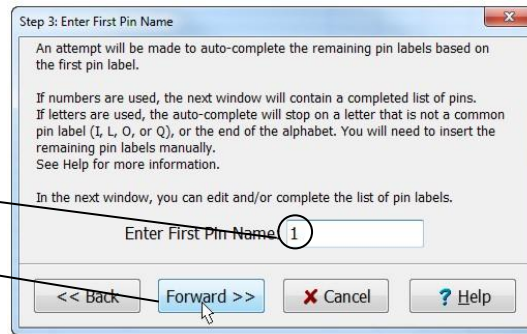 Step 3: Enter First Pin Name
An attempt will be made to auto-complete the remaining pin labels based on
the first pin label.
If numbers are used, the next window will contain a completed list of pins.
If letters are used, the auto-complete will stop on a letter that is not a common
pin label (I, L, O, or Q), or the end of the alphabet. You will need to insert the
remaining pin labels manually.
See Help for more information.
In the next window, you can edit and/or complete the list of pin labels.
Enter First Pin Name 1
<< Back Forward >> Cancel ? Help